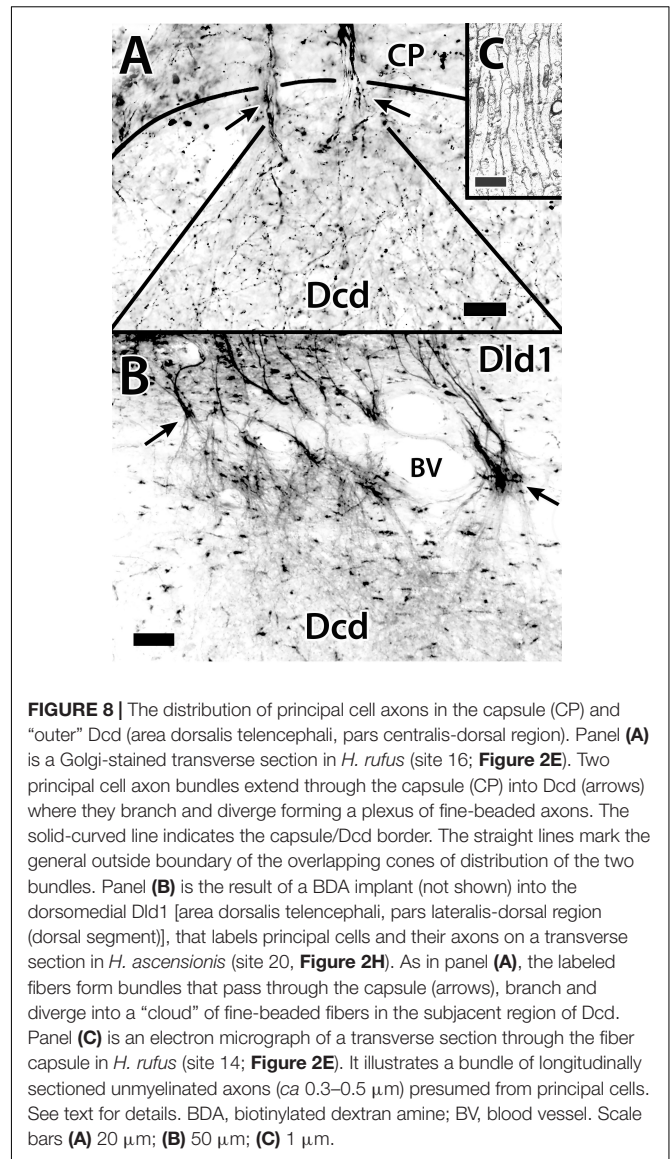 A
CP
C
Dcd
B
Dld1
BV
Dcd
FIGURE 8 | The distribution of principal cell axons in the capsule (CP) and
“outer” Dcd (area dorsalis telencephali, pars centralis-dorsal region). Panel (A)
is a Golgi-stained transverse section in H. rufus (site 16; Figure 2E). Two
principal cell axon bundles extend through the capsule (CP) into Dcd (arrows)
where they branch and diverge forming a plexus of fine-beaded axons. The
solid-curved line indicates the capsule/Dcd border. The straight lines mark the
general outside boundary of the overlapping cones of distribution of the two
bundles. Panel (B) is the result of a BDA implant (not shown) into the
dorsomedial Dld1 [area dorsalis telencephali, pars lateralis-dorsal region
(dorsal segment)], that labels principal cells and their axons on a transverse
section in H. ascensionis (site 20, Figure 2H). As in panel (A), the labeled
fibers form bundles that pass through the capsule (arrows), branch and
diverge into a “cloud” of fine-beaded fibers in the subjacent region of Dcd.
Panel (C) is an electron micrograph of a transverse section through the fiber
capsule in H. rufus (site 14; Figure 2E). It illustrates a bundle of longitudinally
sectioned unmyelinated axons (ca 0.3–0.5 μm) presumed from principal cells.
See text for details. BDA, biotinylated dextran amine; BV, blood vessel. Scale
bars (A) 20 μm; (B) 50 μm; (C) 1 μm.